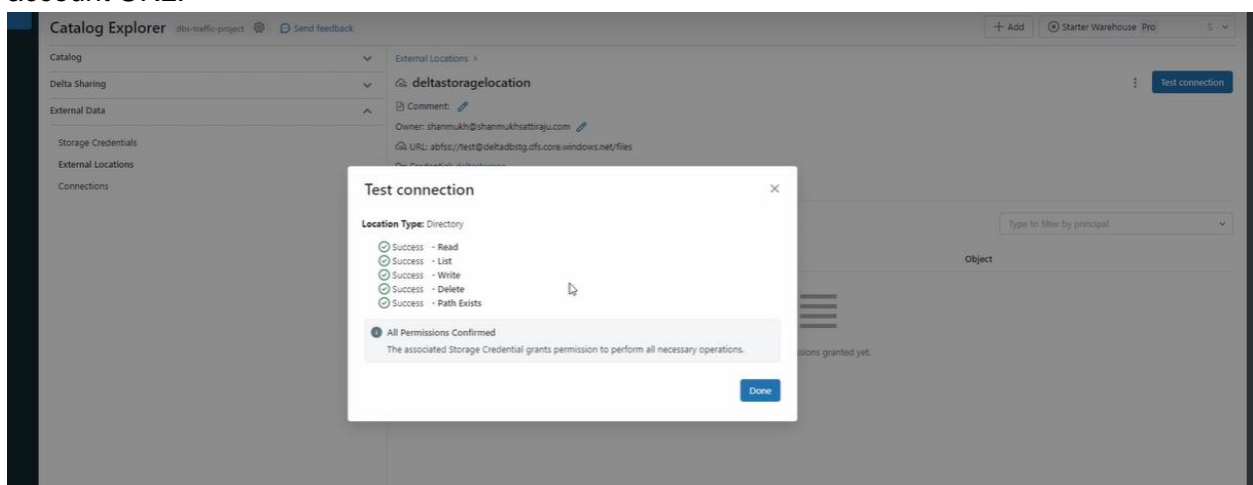 account URL.
Catalog Explorer dbs-traffic-project Send feedback + Add Starter Warehouse Pro S
Catalog
Delta Sharing
External Data
Storage Credentials
External Locations
Connections
External Locations >
deltastoragelocation Test connection
Comment:
Owner: shanmukh@shanmukhsattiraju.com
URL: abfss://test@deltadbstg.dfs.core.windows.net/files
Test connection
Location Type: Directory
Success - Read
Success - List
Success - Write
Success - Delete
Success - Path Exists
All Permissions Confirmed
The associated Storage Credential grants permission to perform all necessary operations.
Done
Type to filter by principal
Object
granted yet.